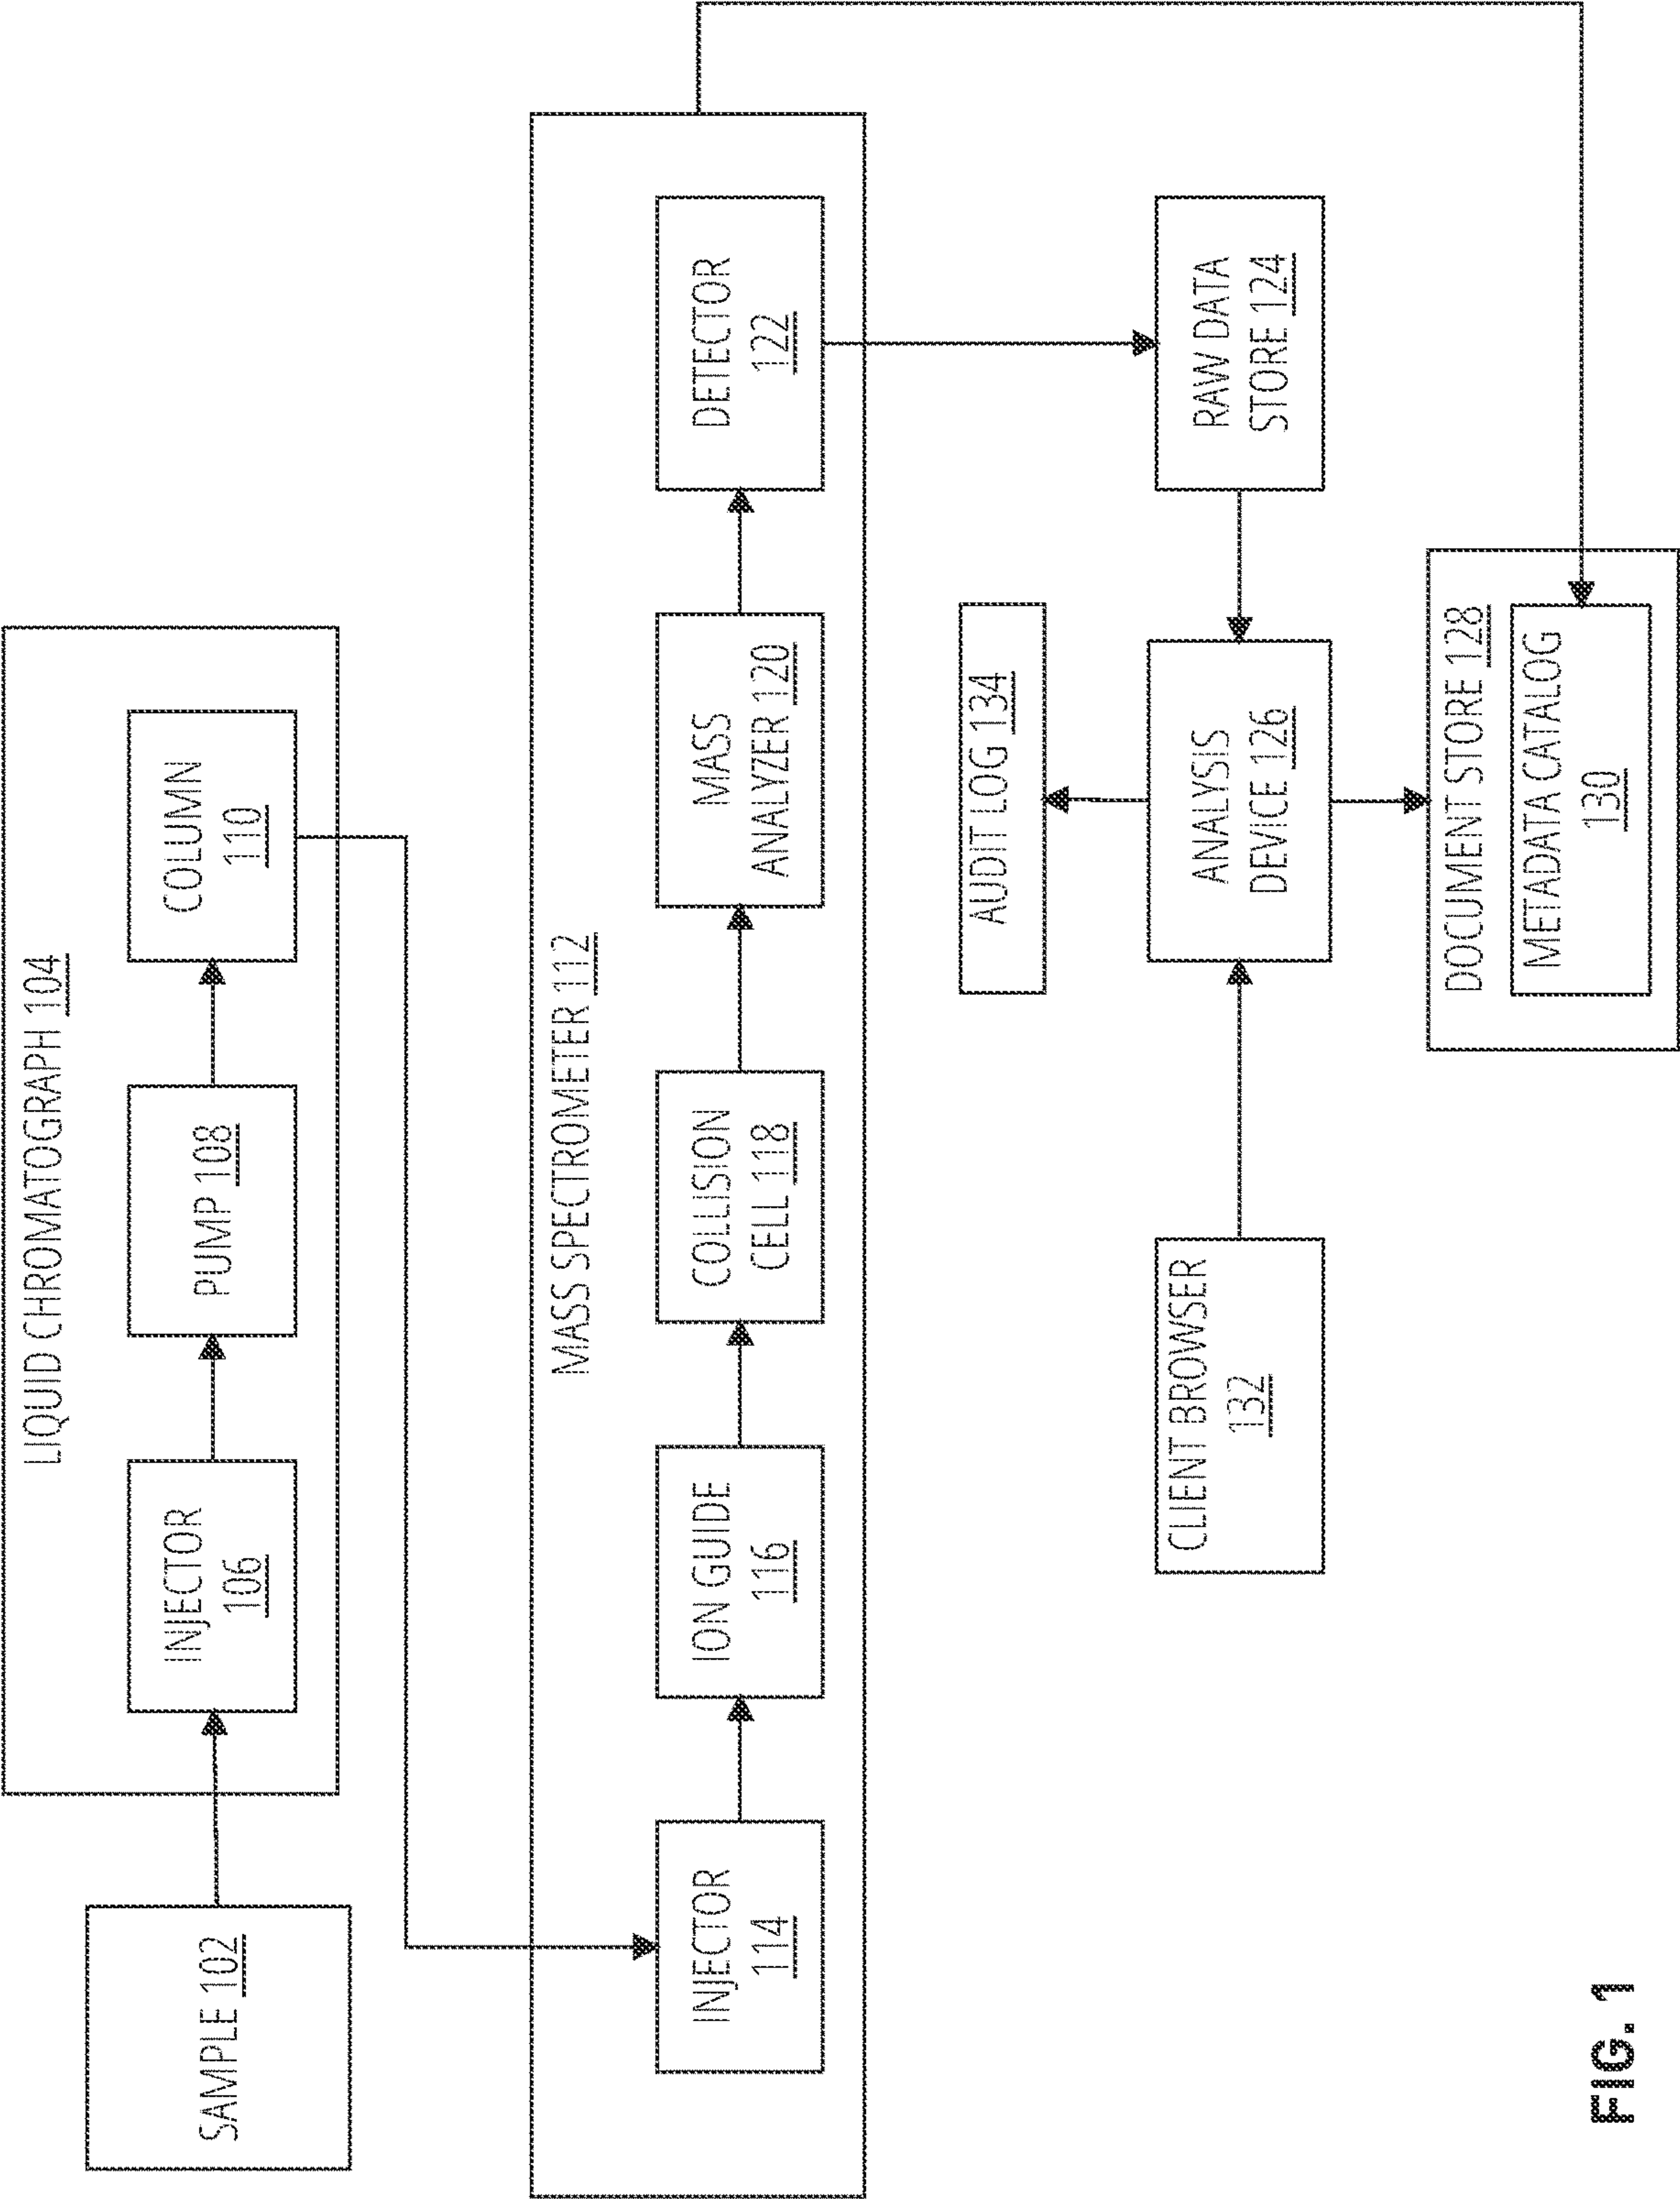 LIQUID CHROMATOGRAPH 104
SAMPLE 102
INJECTOR
106
PUMP 108
COLUMN
110
MASS SPECTROMETER 112
INJECTOR
114
ION GUIDE
116
COLLISION
CELL 118
MASS
ANALYZER 120
DETECTOR
122
AUDIT LOG 134
CLIENT BROWSER
132
ANALYSIS
DEVICE 126
RAW DATA
STORE 124
DOCUMENT STORE 128
METADATA CATALOG
130
FIG. 1